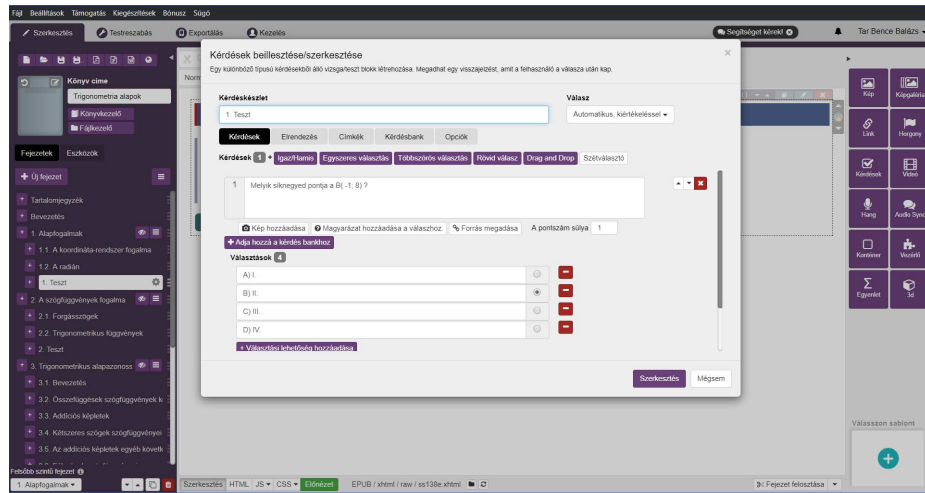 Fájl Beállítások Támogatás Kiegészítések Bónusz Súgó
Szerkesztés Testreszabás Exportálás Kezelés Segítséget kérek! Tar Bence Balázs
Könyv címe
Trigonometria alapok
Könyvkezelő
Fájlkezelő
Fejezetek Eszközök
Új fejezet
Tartalomjegyzék
Bevezetés
1. Alapfogalmak
1.1. A koordináta-rendszer fogalma
1.2. A radián
1. Teszt
2. A szögfüggvények fogalma
2.1. Forgásszögek
2.2. Trigonometrikus függvények
2. Teszt
3. Trigonometrikus alapazonoss
3.1. Bevezetés
3.2. Összefüggések szögfüggvények k
3.3. Addíciós képletek
3.4. Kétszeres szögek szögfüggvényei
3.5. Az addíciós képletek egyéb követk
Felsőbb szintű fejezet
1. Alapfogalmak
Norm
Kérdések beillesztése/szerkesztése
Egy különböző típusú kérdésekből álló vizsga/teszt blokk létrehozása. Megadhat egy visszajelzést, amit a felhasználó a válasza után kap.
Kérdéskészlet Válasz
1. Teszt Automatikus, kiértékeléssel
Kérdések Elrendezés Címkék Kérdésbank Opciók
Kérdések 1 + Igaz/Hamis Egyszeres választás Többszörös választás Rövid válasz Drag and Drop Szétválasztó
1 Melyik síknegyed pontja a B( -1; 8) ?
Kép hozzáadása Magyarázat hozzáadása a válaszhoz. Forrás megadása A pontszám súlya 1
Adja hozzá a kérdés bankhoz
Választások 4
A) I.
B) II.
C) III.
D) IV.
+ Választási lehetőség hozzáadása
Szerkesztés Mégsem
Kép Képgaléria
Link Horgony
Kérdések Videó
Hang Audio Sync
Konténer Vezérlő
Egyenlet 3d
Válasszon sablont
Szerkesztés HTML JS CSS Előnézet EPUB / xhtml / raw / ss138e.xhtml Fejezet felosztása